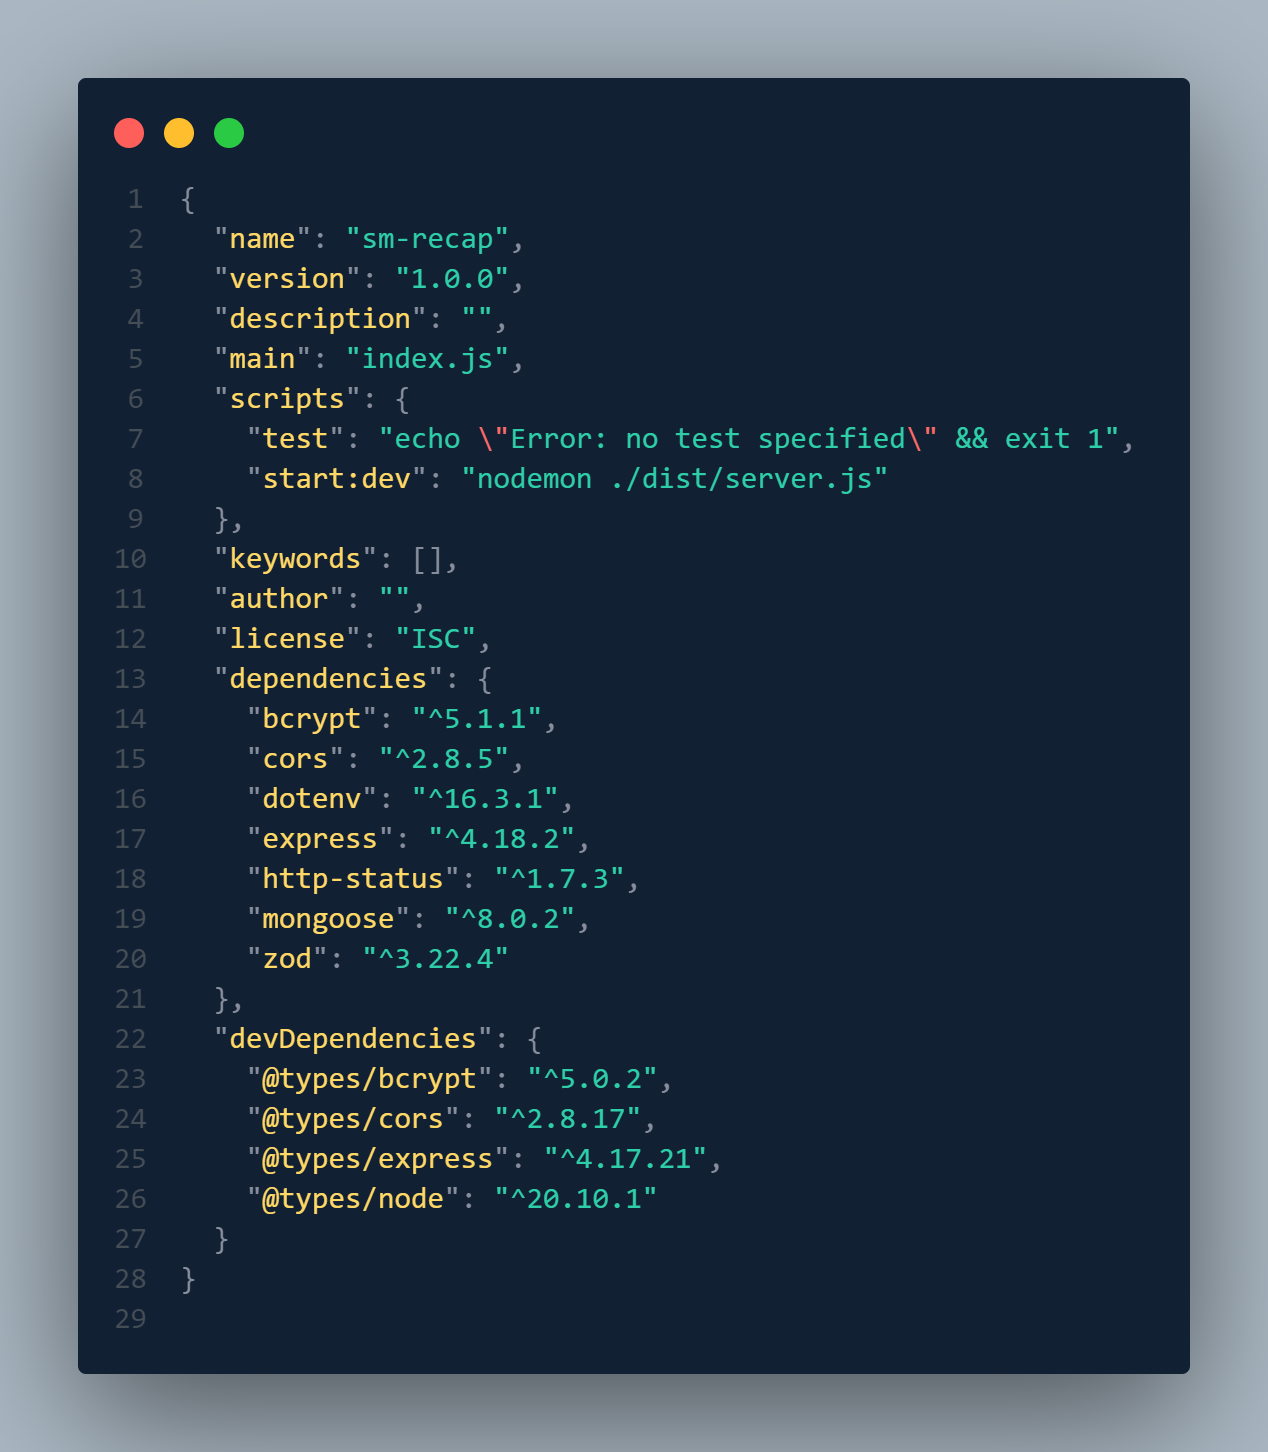 1 {
2   "name": "sm-recap",
3   "version": "1.0.0",
4   "description": "",
5   "main": "index.js",
6   "scripts": {
7     "test": "echo \"Error: no test specified\" && exit 1",
8     "start:dev": "nodemon ./dist/server.js"
9   },
10   "keywords": [],
11   "author": "",
12   "license": "ISC",
13   "dependencies": {
14     "bcrypt": "^5.1.1",
15     "cors": "^2.8.5",
16     "dotenv": "^16.3.1",
17     "express": "^4.18.2",
18     "http-status": "^1.7.3",
19     "mongoose": "^8.0.2",
20     "zod": "^3.22.4"
21   },
22   "devDependencies": {
23     "@types/bcrypt": "^5.0.2",
24     "@types/cors": "^2.8.17",
25     "@types/express": "^4.17.21",
26     "@types/node": "^20.10.1"
27   }
28 }
29